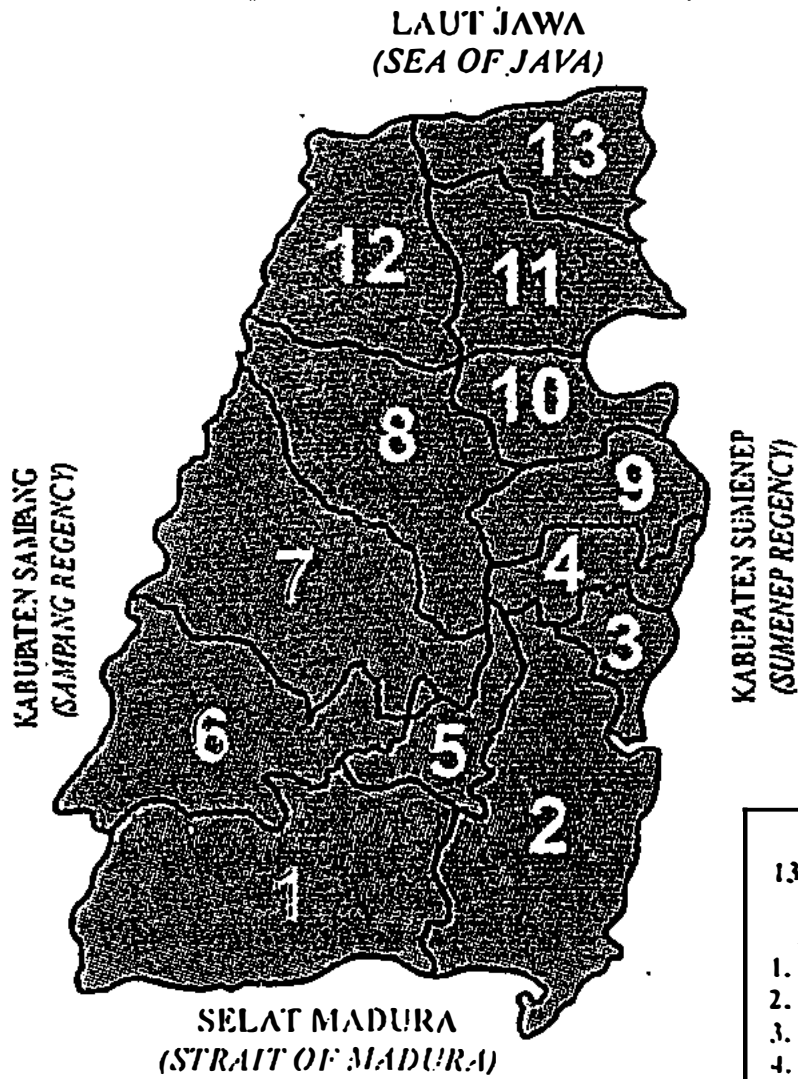 LAUT JAWA
(SEA OF JAVA)
13
12
11
10
8
9
7
4
3
6
5
2
1
KABUPATEN SAMPANG
(SAMPANG REGENCY)
KABUPATEN SUMENEP
(SUMENEP REGENCY)
SELAT MADURA
(STRAIT OF MADURA)
13
1.
2.
3.
4.